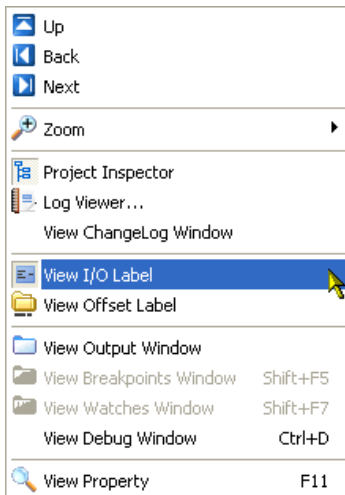 Up
Back
Next
Zoom
Project Inspector
Log Viewer...
View ChangeLog Window
View I/O Label
View Offset Label
View Output Window
View Breakpoints Window Shift+F5
View Watches Window Shift+F7
View Debug Window Ctrl+D
View Property F11